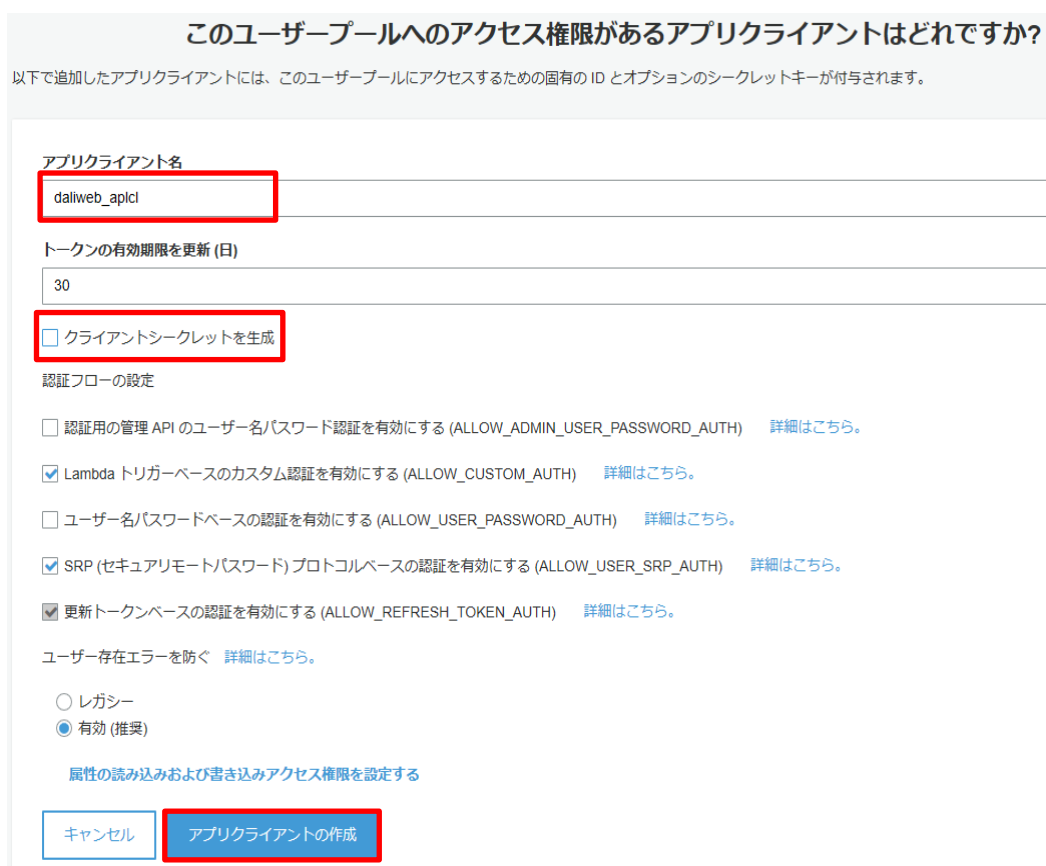 このユーザープールへのアクセス権限があるアプリクライアントはどれですか?
以下で追加したアプリクライアントには、このユーザープールにアクセスするための固有の ID とオプションのシークレットキーが付与されます。
アプリクライアント名
daliweb_aplcl
トークンの有効期限を更新 (日)
30
クライアントシークレットを生成
認証フローの設定
認証用の管理 API のユーザー名パスワード認証を有効にする (ALLOW_ADMIN_USER_PASSWORD_AUTH) 詳細はこちら。
Lambda トリガーベースのカスタム認証を有効にする (ALLOW_CUSTOM_AUTH) 詳細はこちら。
ユーザー名パスワードベースの認証を有効にする (ALLOW_USER_PASSWORD_AUTH) 詳細はこちら。
SRP (セキュアリモートパスワード) プロトコルベースの認証を有効にする (ALLOW_USER_SRP_AUTH) 詳細はこちら。
更新トークンベースの認証を有効にする (ALLOW_REFRESH_TOKEN_AUTH) 詳細はこちら。
ユーザー存在エラーを防ぐ 詳細はこちら。
レガシー
有効 (推奨)
属性の読み込みおよび書き込みアクセス権限を設定する
キャンセル アプリクライアントの作成